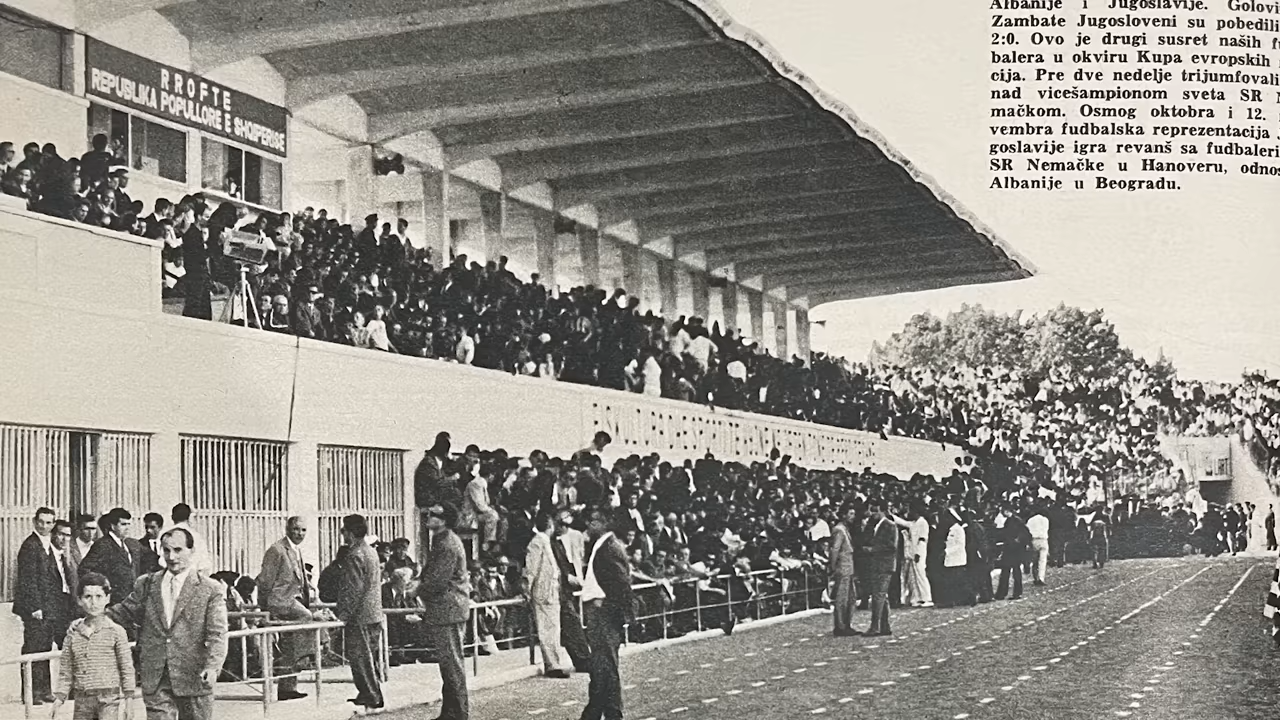 Albanije i Jugoslavije. Golovi
Zambate Jugosloveni su pobedili
2:0. Ovo je drugi susret naših f
balera u okviru Kupa evropskih
cija. Pre dve nedelje trijumfovali
nad vicešampionom sveta SR
mačkom. Osmog oktobra i 12.
vembra fudbalska reprezentacija
goslavije igra revanš sa fudbaleri
SR Nemačke u Hanoveru, odnos
Albanije u Beogradu.
RROFTE
REPUBLIKA POPULLORE E SHQIPERISE